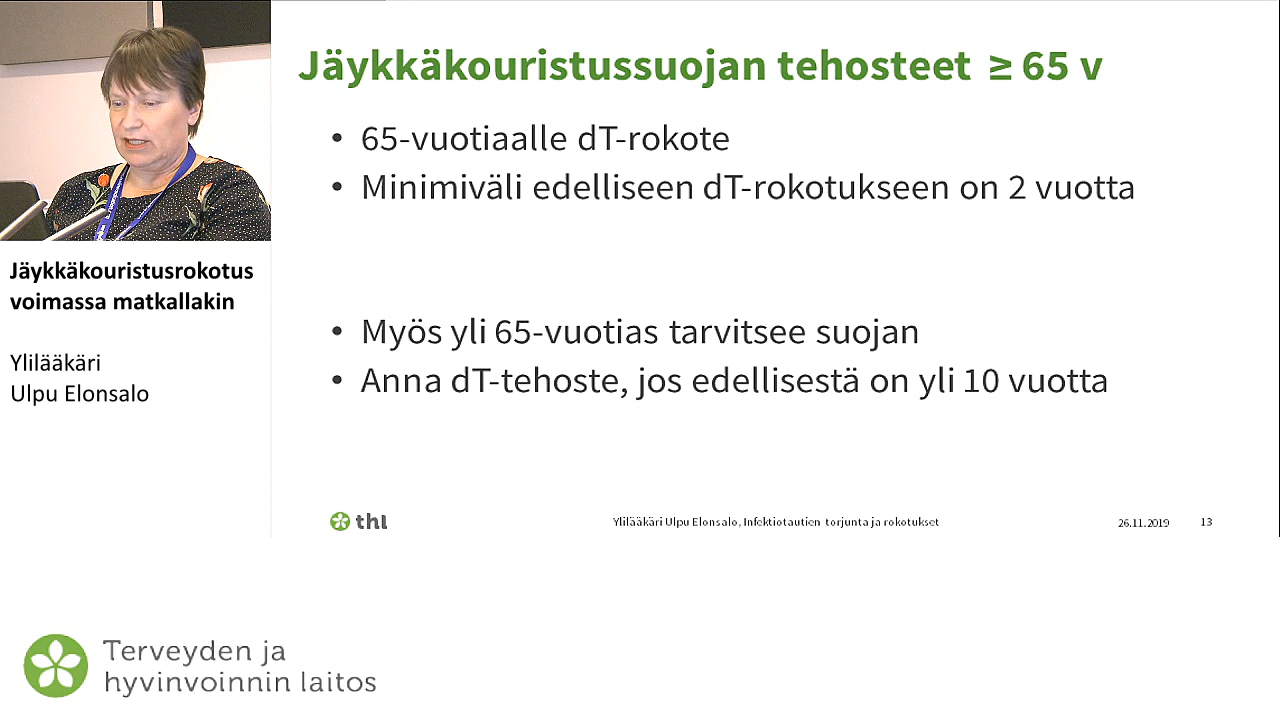 Jäykkäkouristussuojan tehosteet ≥ 65 v
• 65-vuotiaalle dT-rokote
• Minimiväli edelliseen dT-rokotukseen on 2 vuotta
• Myös yli 65-vuotias tarvitsee suojan
• Anna dT-tehoste, jos edellisestä on yli 10 vuotta
thl
Ylilääkäri Ulpu Elonsalo, Infektiotautien torjunta ja rokotukset
26.11.2019
13
Jäykkäkouristusrokotus
voimassa matkallakin
Ylilääkäri
Ulpu Elonsalo
Terveyden ja
hyvinvoinnin laitos